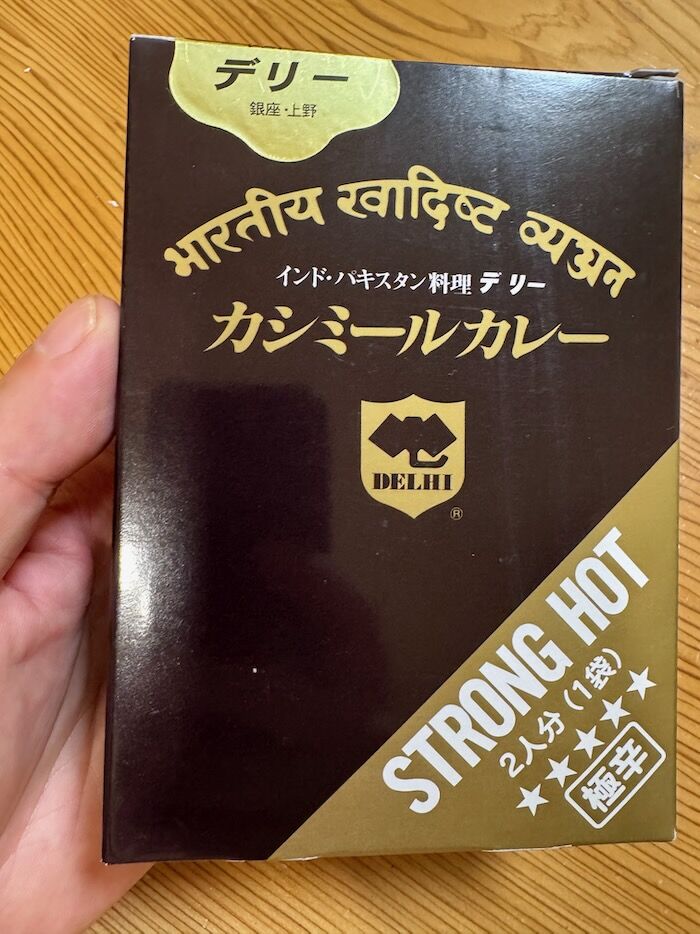 デリー
銀座・上野
भारतीय स्वादिष्ट व्यञ्जन
インド・パキスタン料理 デリー
カシミールカレー
DELHI
®
STRONG HOT
2人分(1袋)
★★★★★
極辛